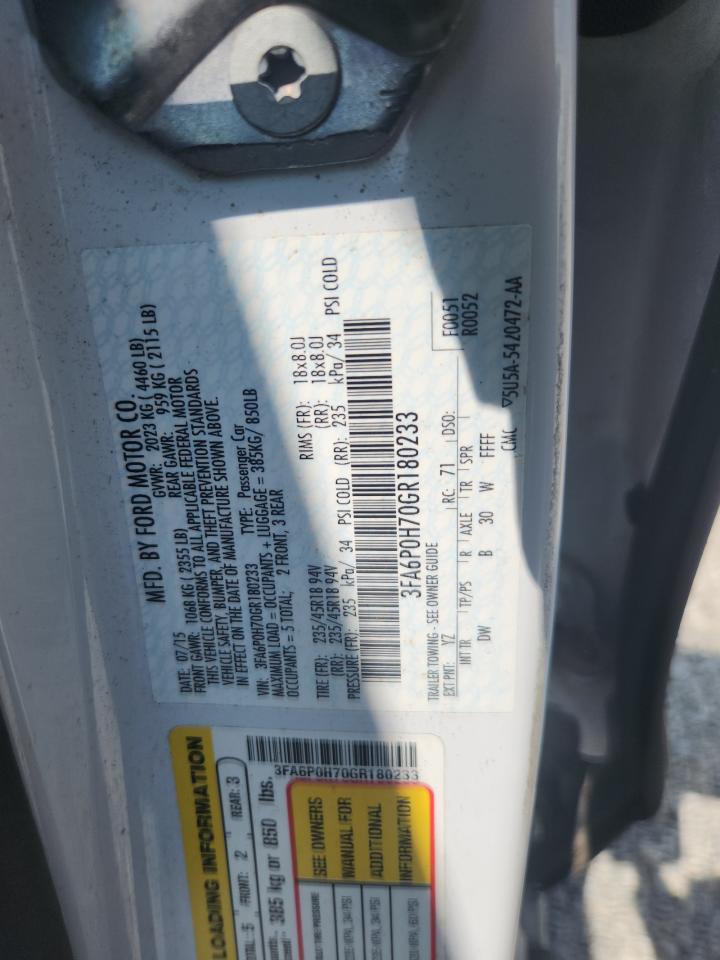 MFD. BY FORD MOTOR CO.
DATE: 07/15 GVWR: 2023 KG ( 4460 LB)
FRONT GAWR: 1068 KG ( 2355 LB) REAR GAWR: 959 KG ( 2115 LB)
THIS VEHICLE CONFORMS TO ALL APPLICABLE FEDERAL MOTOR
VEHICLE SAFETY, BUMPER, AND THEFT PREVENTION STANDARDS
IN EFFECT ON THE DATE OF MANUFACTURE SHOWN ABOVE.
VIN: 3FA6P0H70GR180233 TYPE: Passenger Car
MAXIMUM LOAD = OCCUPANTS + LUGGAGE = 385KG/ 850LB
OCCUPANTS = 5 TOTAL; 2 FRONT, 3 REAR
TIRE (FR): 235/45R18 94V RIMS (FR): 18x8.0J
(RR): 235/45R18 94V (RR): 18x8.0J
PRESSURE (FR): 235 kPa/ 34 PSI COLD (RR): 235 kPa/ 34 PSI COLD
3FA6P0H70GR180233
TRAILER TOWING - SEE OWNER GUIDE F0051
EXT PNT: YZ RC: 71 DSO: R0052
INT TR TP/PS R AXLE TR SPR
DW B 30 W FFFF
CMC ▽5U5A-5420472-AA
LOADING INFORMATION
3FA6P0H70GR180233
TOTAL: 5 FRONT: 2 REAR: 3
385 kg or 850 lbs.
SEE OWNERS
MANUAL FOR
ADDITIONAL
INFORMATION